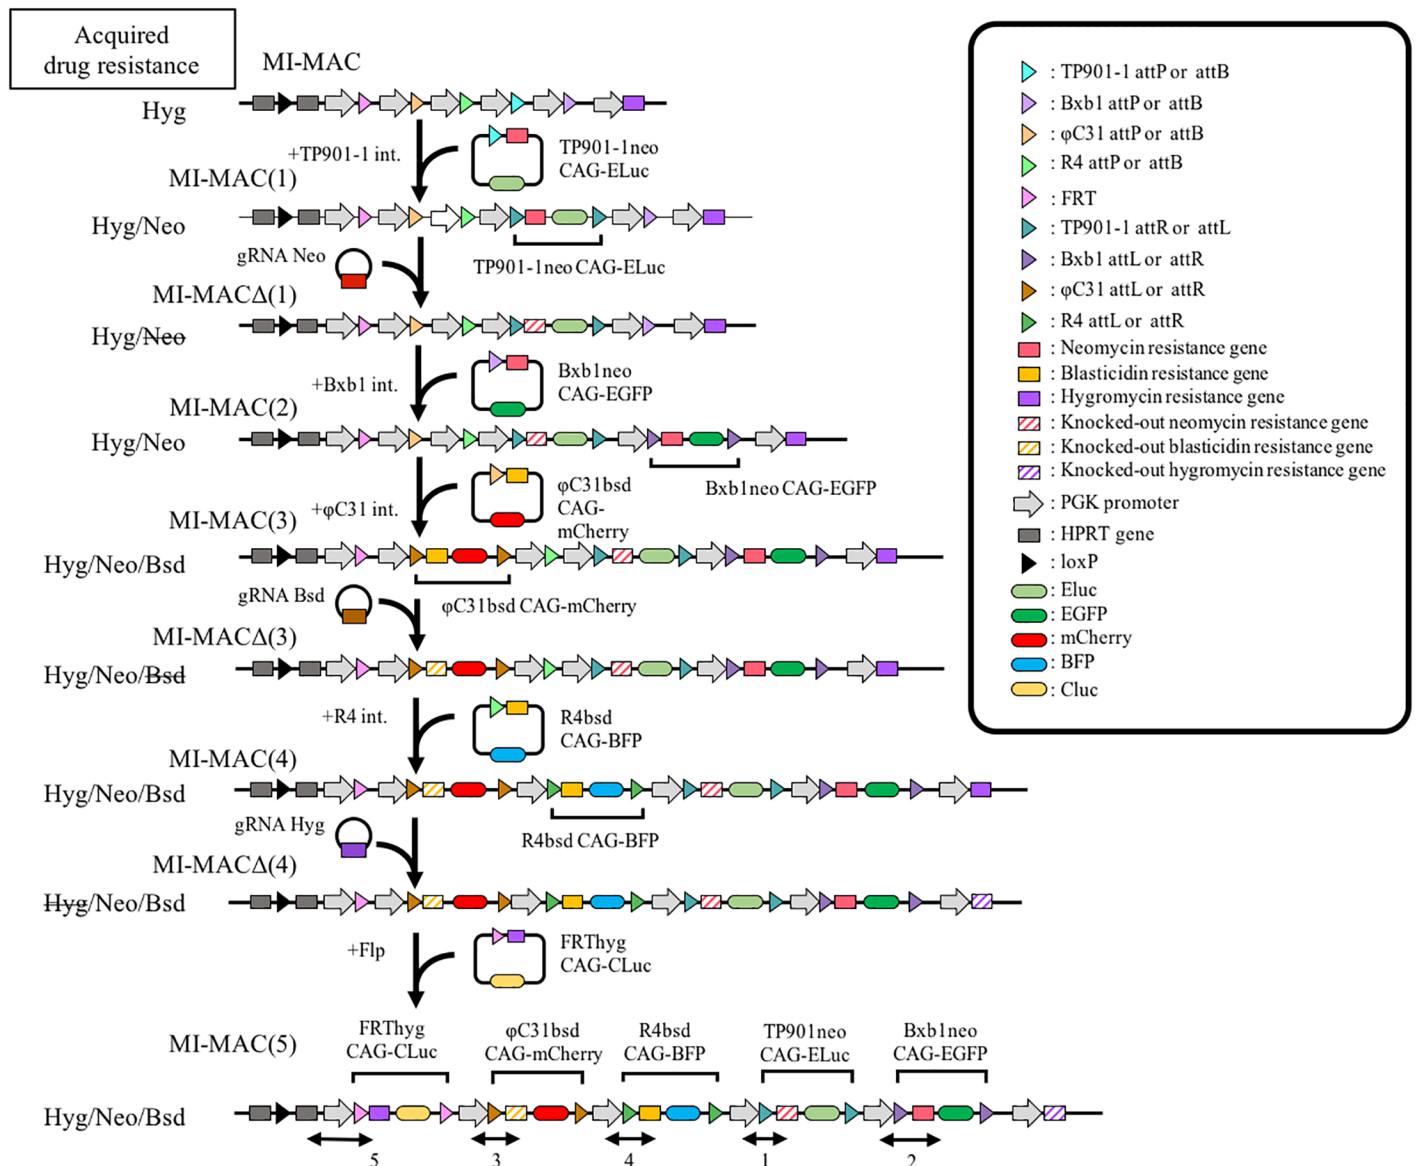 Acquired
drug resistance
MI-MAC
Hyg
+TP901-1 int.
TP901-1neo
CAG-ELuc
MI-MAC(1)
Hyg/Neo
gRNA Neo
TP901-1neo CAG-ELuc
MI-MACΔ(1)
Hyg/Neo
+Bxb1 int.
Bxb1neo
CAG-EGFP
MI-MAC(2)
Hyg/Neo
Bxb1neo CAG-EGFP
+φC31 int.
φC31bsd
CAG-
mCherry
MI-MAC(3)
Hyg/Neo/Bsd
gRNA Bsd
φC31bsd CAG-mCherry
MI-MACΔ(3)
Hyg/Neo/Bsd
+R4 int.
R4bsd
CAG-BFP
MI-MAC(4)
Hyg/Neo/Bsd
gRNA Hyg
R4bsd CAG-BFP
MI-MACΔ(4)
Hyg/Neo/Bsd
+Flp
FRThyg
CAG-CLuc
MI-MAC(5)
FRThyg
CAG-CLuc
φC31bsd
CAG-mCherry
R4bsd
CAG-BFP
TP901neo
CAG-ELuc
Bxb1neo
CAG-EGFP
Hyg/Neo/Bsd
5 3 4 1 2
: TP901-1 attP or attB
: Bxb1 attP or attB
: φC31 attP or attB
: R4 attP or attB
: FRT
: TP901-1 attR or attL
: Bxb1 attL or attR
: φC31 attL or attR
: R4 attL or attR
: Neomycin resistance gene
: Blasticidin resistance gene
: Hygromycin resistance gene
: Knocked-out neomycin resistance gene
: Knocked-out blasticidin resistance gene
: Knocked-out hygromycin resistance gene
: PGK promoter
: HPRT gene
: loxP
: Eluc
: EGFP
: mCherry
: BFP
: Cluc